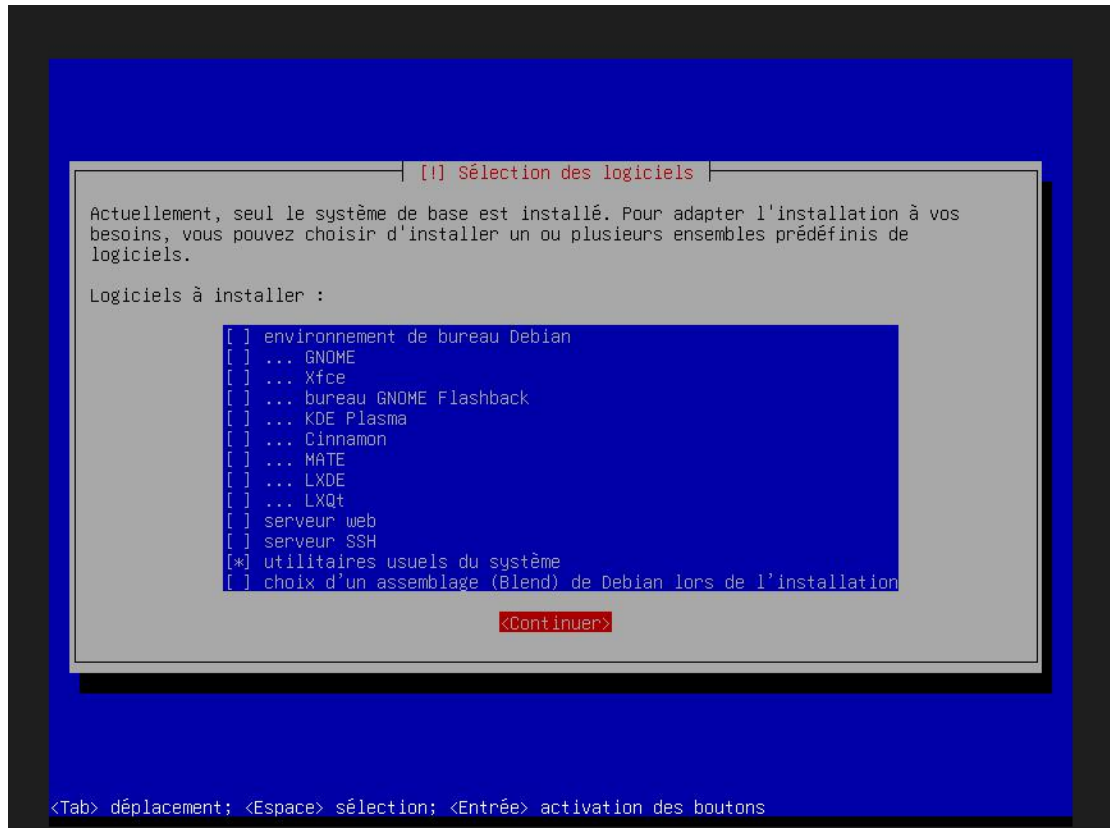 [!] Sélection des logiciels
Actuellement, seul le système de base est installé. Pour adapter l'installation à vos
besoins, vous pouvez choisir d'installer un ou plusieurs ensembles prédéfinis de
logiciels.
Logiciels à installer :
[ ] environnement de bureau Debian
[ ] ... GNOME
[ ] ... Xfce
[ ] ... bureau GNOME Flashback
[ ] ... KDE Plasma
[ ] ... Cinnamon
[ ] ... MATE
[ ] ... LXDE
[ ] ... LXQt
[ ] serveur web
[ ] serveur SSH
[*] utilitaires usuels du système
[ ] choix d’un assemblage (Blend) de Debian lors de l’installation
<Continuer>
<Tab> déplacement; <Espace> sélection; <Entrée> activation des boutons